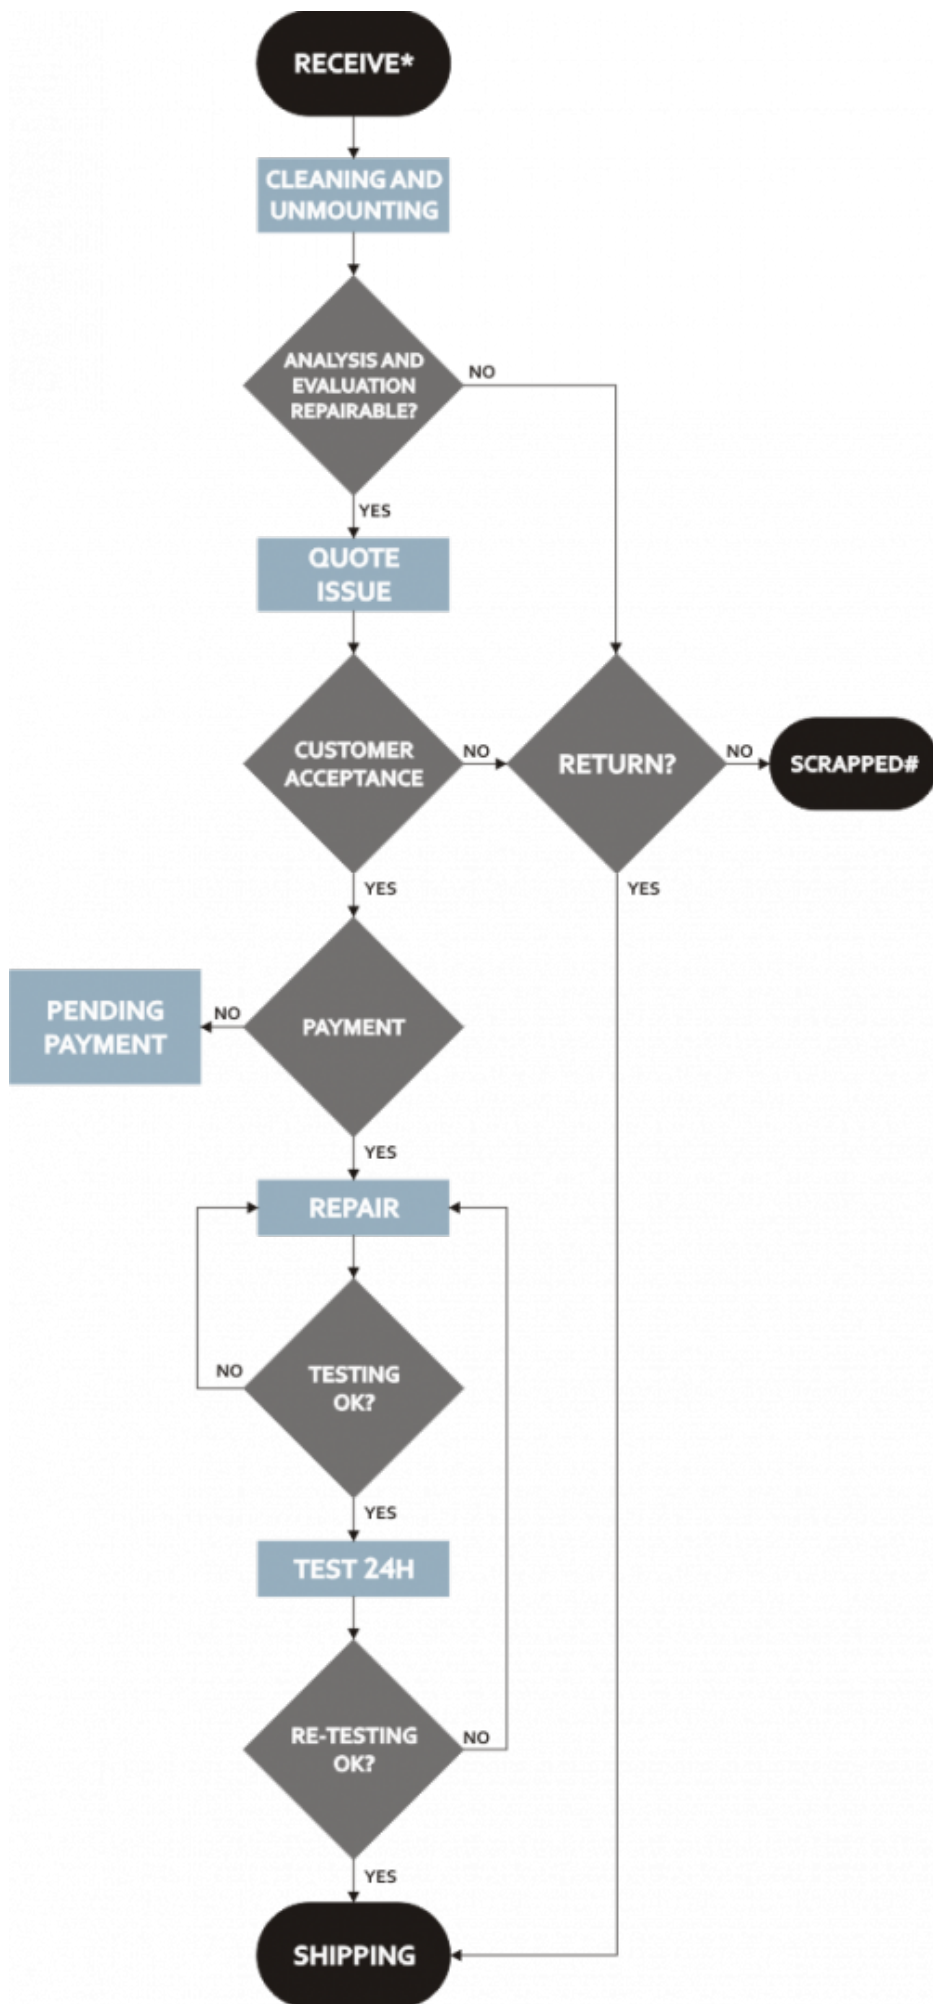 RECEIVE*
CLEANING AND
UNMOUNTING
ANALYSIS AND
EVALUATION
REPAIRABLE?
NO
YES
QUOTE
ISSUE
CUSTOMER
ACCEPTANCE
NO
RETURN?
NO
SCRAPPED#
YES
YES
PENDING
PAYMENT
NO
PAYMENT
YES
REPAIR
NO
TESTING
OK?
YES
TEST 24H
RE-TESTING
OK?
NO
YES
SHIPPING